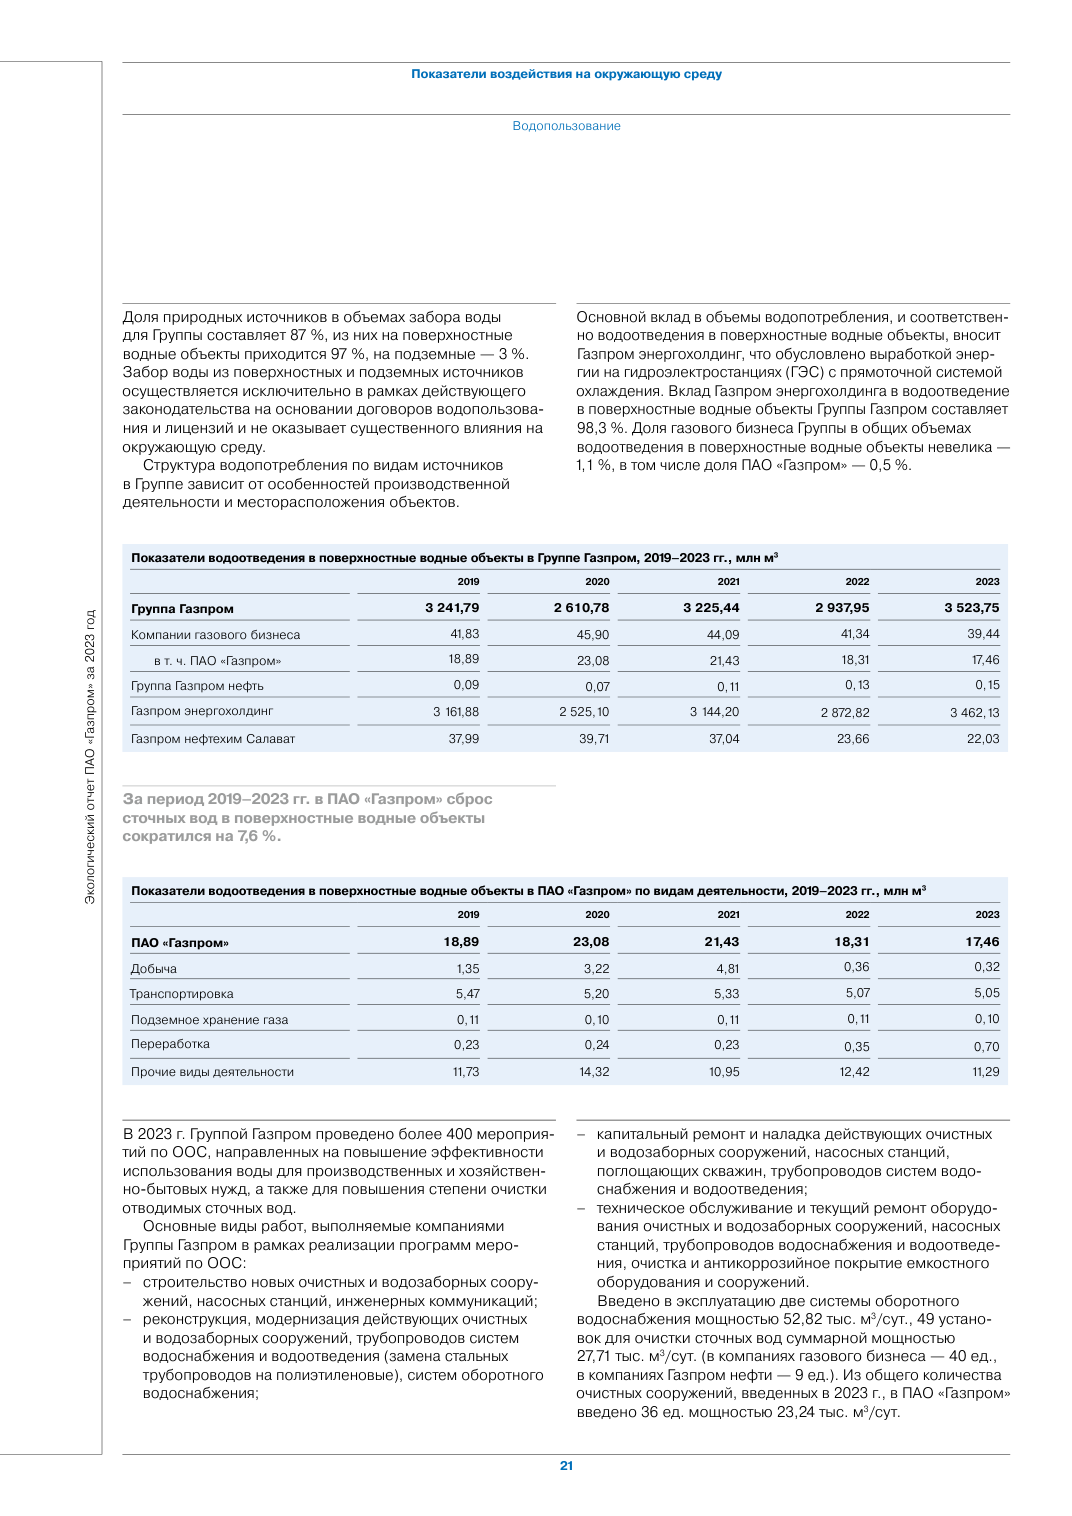 Показатели воздействия на окружающую среду
Водопользование
Доля природных источников в объемах забора воды
для Группы составляет 87 %, из них на поверхностные
водные объекты приходится 97 %, на подземные — 3 %.
Забор воды из поверхностных и подземных источников
осуществляется исключительно в рамках действующего
законодательства на основании договоров водопользова-
ния и лицензий и не оказывает существенного влияния на
окружающую среду.
Структура водопотребления по видам источников
в Группе зависит от особенностей производственной
деятельности и месторасположения объектов.
Основной вклад в объемы водопотребления, и соответствен-
но водоотведения в поверхностные водные объекты, вносит
Газпром энергохолдинг, что обусловлено выработкой энер-
гии на гидроэлектростанциях (ГЭС) с прямоточной системой
охлаждения. Вклад Газпром энергохолдинга в водоотведение
в поверхностные водные объекты Группы Газпром составляет
98,3 %. Доля газового бизнеса Группы в общих объемах
водоотведения в поверхностные водные объекты невелика —
1,1 %, в том числе доля ПАО «Газпром» — 0,5 %.
Показатели водоотведения в поверхностные водные объекты в Группе Газпром, 2019–2023 гг., млн м³
2019 2020 2021 2022 2023
Группа Газпром 3 241,79 2 610,78 3 225,44 2 937,95 3 523,75
Компании газового бизнеса 41,83 45,90 44,09 41,34 39,44
в т. ч. ПАО «Газпром» 18,89 23,08 21,43 18,31 17,46
Группа Газпром нефть 0,09 0,07 0,11 0,13 0,15
Газпром энергохолдинг 3 161,88 2 525,10 3 144,20 2 872,82 3 462,13
Газпром нефтехим Салават 37,99 39,71 37,04 23,66 22,03
За период 2019–2023 гг. в ПАО «Газпром» сброс
сточных вод в поверхностные водные объекты
сократился на 7,6 %.
Показатели водоотведения в поверхностные водные объекты в ПАО «Газпром» по видам деятельности, 2019–2023 гг., млн м³
2019 2020 2021 2022 2023
ПАО «Газпром» 18,89 23,08 21,43 18,31 17,46
Добыча 1,35 3,22 4,81 0,36 0,32
Транспортировка 5,47 5,20 5,33 5,07 5,05
Подземное хранение газа 0,11 0,10 0,11 0,11 0,10
Переработка 0,23 0,24 0,23 0,35 0,70
Прочие виды деятельности 11,73 14,32 10,95 12,42 11,29
В 2023 г. Группой Газпром проведено более 400 мероприя-
тий по ООС, направленных на повышение эффективности
использования воды для производственных и хозяйствен-
но-бытовых нужд, а также для повышения степени очистки
отводимых сточных вод.
Основные виды работ, выполняемые компаниями
Группы Газпром в рамках реализации программ меро-
приятий по ООС:
– строительство новых очистных и водозаборных соору-
жений, насосных станций, инженерных коммуникаций;
– реконструкция, модернизация действующих очистных
и водозаборных сооружений, трубопроводов систем
водоснабжения и водоотведения (замена стальных
трубопроводов на полиэтиленовые), систем оборотного
водоснабжения;
– капитальный ремонт и наладка действующих очистных
и водозаборных сооружений, насосных станций,
поглощающих скважин, трубопроводов систем водо-
снабжения и водоотведения;
– техническое обслуживание и текущий ремонт оборудо-
вания очистных и водозаборных сооружений, насосных
станций, трубопроводов водоснабжения и водоотведе-
ния, очистка и антикоррозийное покрытие емкостного
оборудования и сооружений.
Введено в эксплуатацию две системы оборотного
водоснабжения мощностью 52,82 тыс. м³/сут., 49 устано-
вок для очистки сточных вод суммарной мощностью
27,71 тыс. м³/сут. (в компаниях газового бизнеса — 40 ед.,
в компаниях Газпром нефти — 9 ед.). Из общего количества
очистных сооружений, введенных в 2023 г., в ПАО «Газпром»
введено 36 ед. мощностью 23,24 тыс. м³/сут.
Экологический отчет ПАО «Газпром» за 2023 год
21